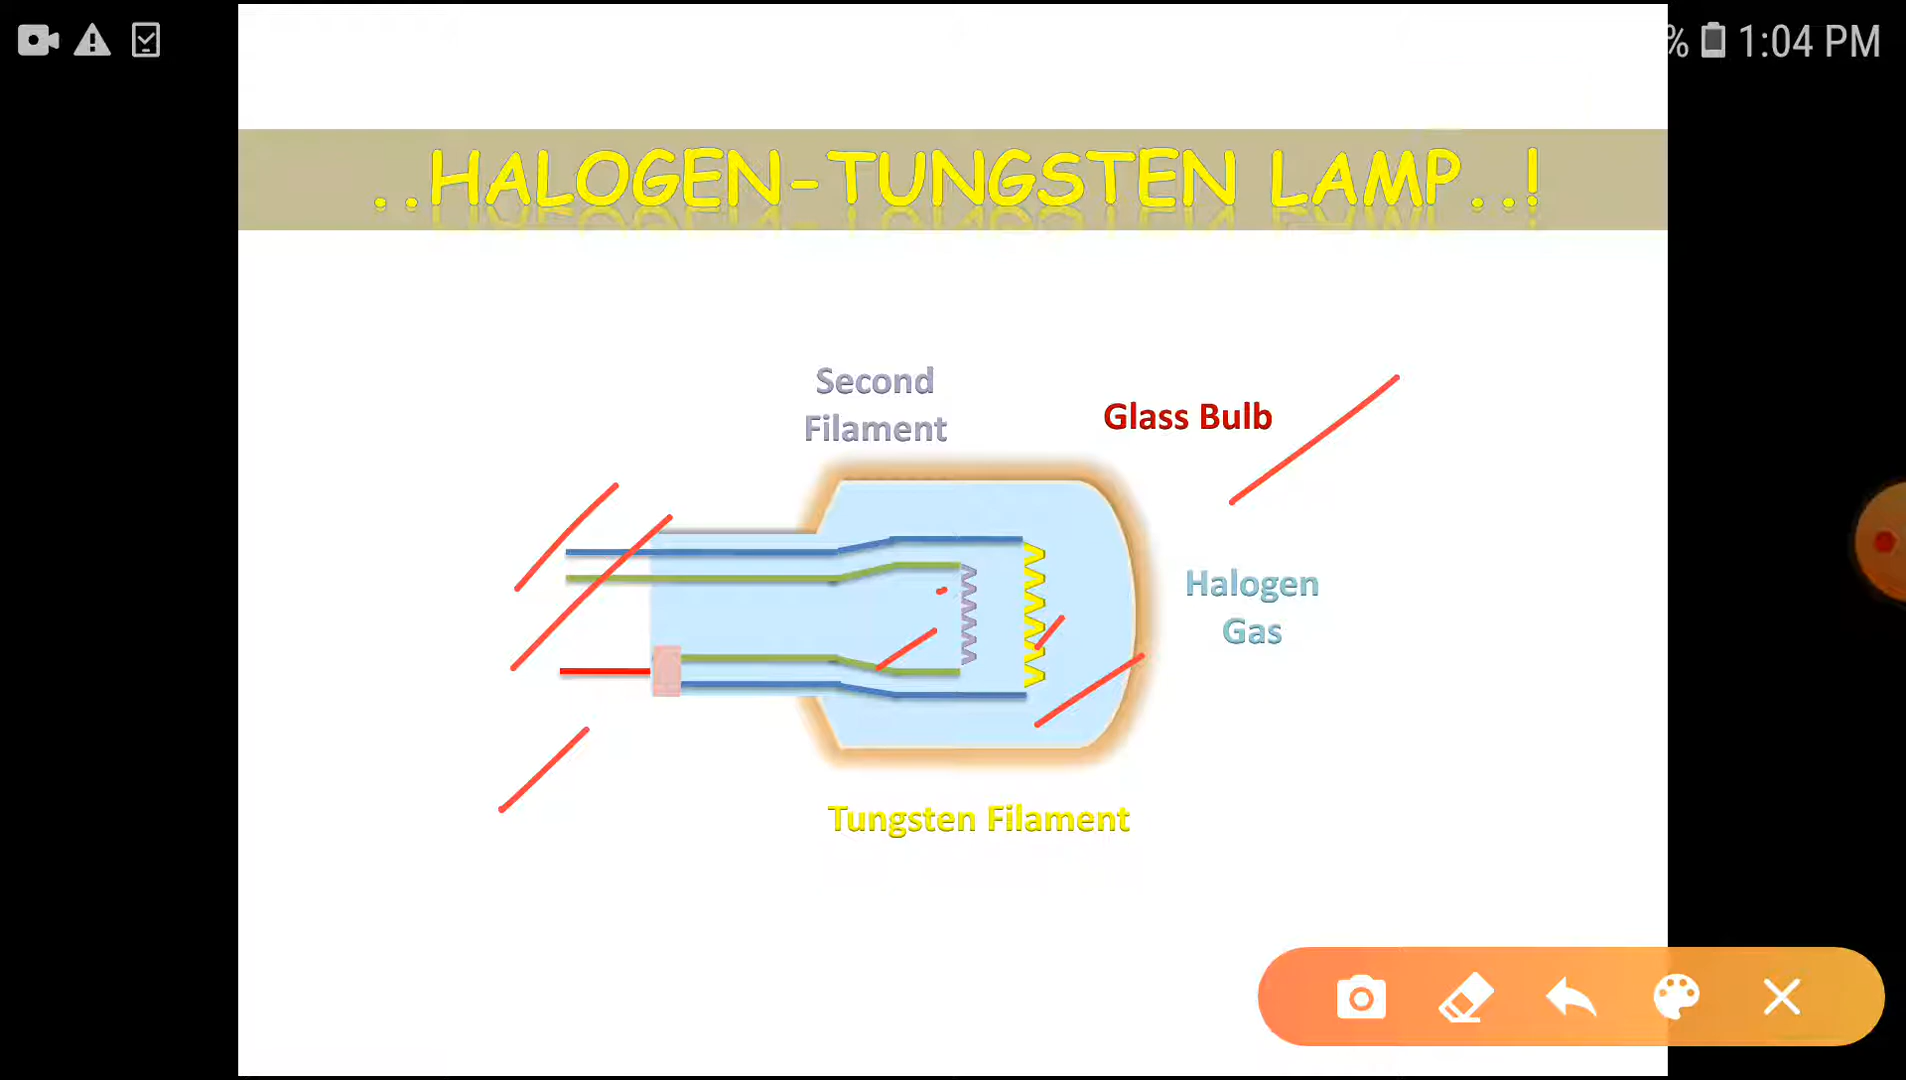 % 1:04 PM
..HALOGEN-TUNGSTEN LAMP..!
Second
Filament
Glass Bulb
Halogen
Gas
Tungsten Filament